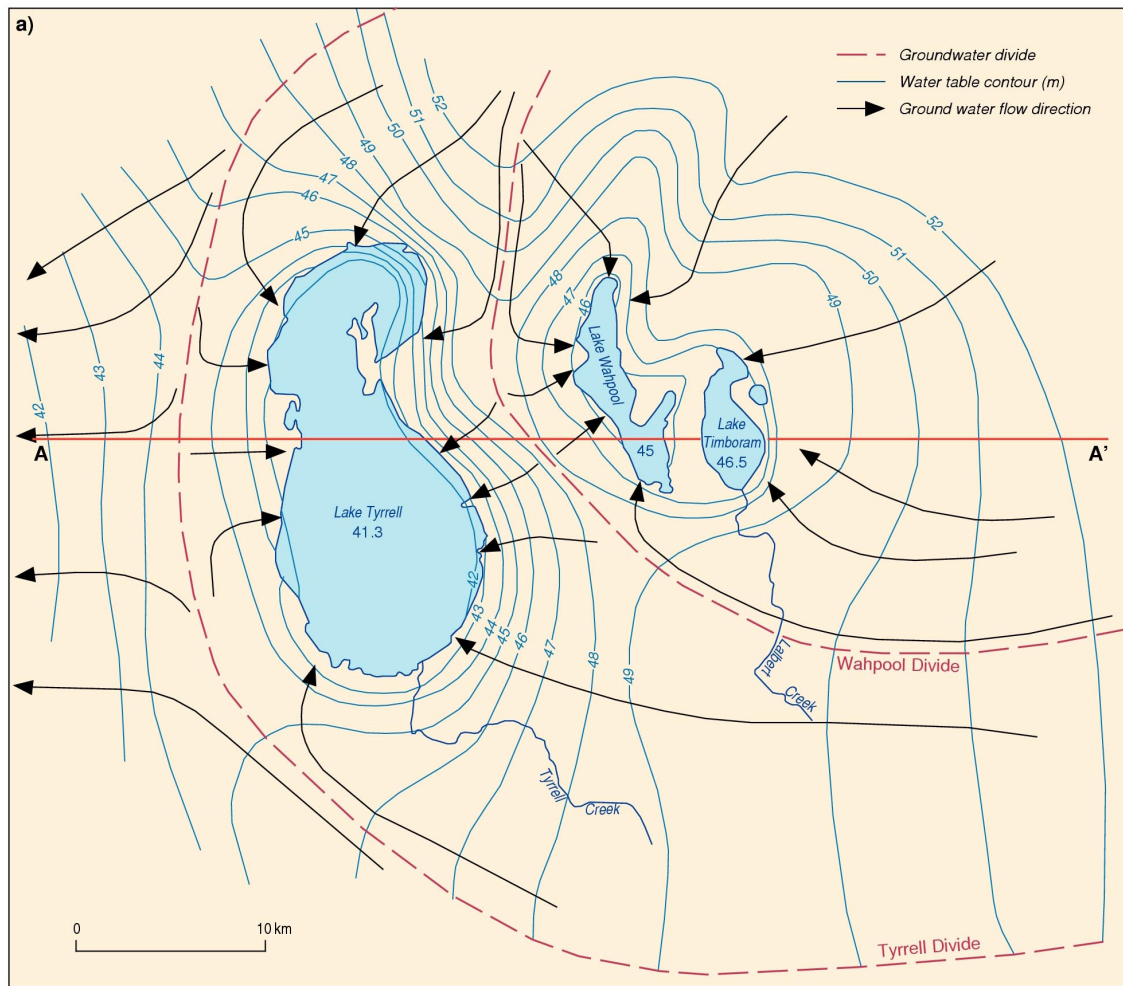 a)
Groundwater divide
Water table contour (m)
Ground water flow direction
52
51
50
49
48
47
46
45
52
51
50
49
48
47
46
44
43
42
Lake Wahpool
45
Lake
Timboram
46.5
A
A’
Lake Tyrrell
41.3
42
43
44
45
46
47
48
49
Wahpool Divide
Lalbert
Creek
Tyrrell
Creek
Tyrrell Divide
0
10 km